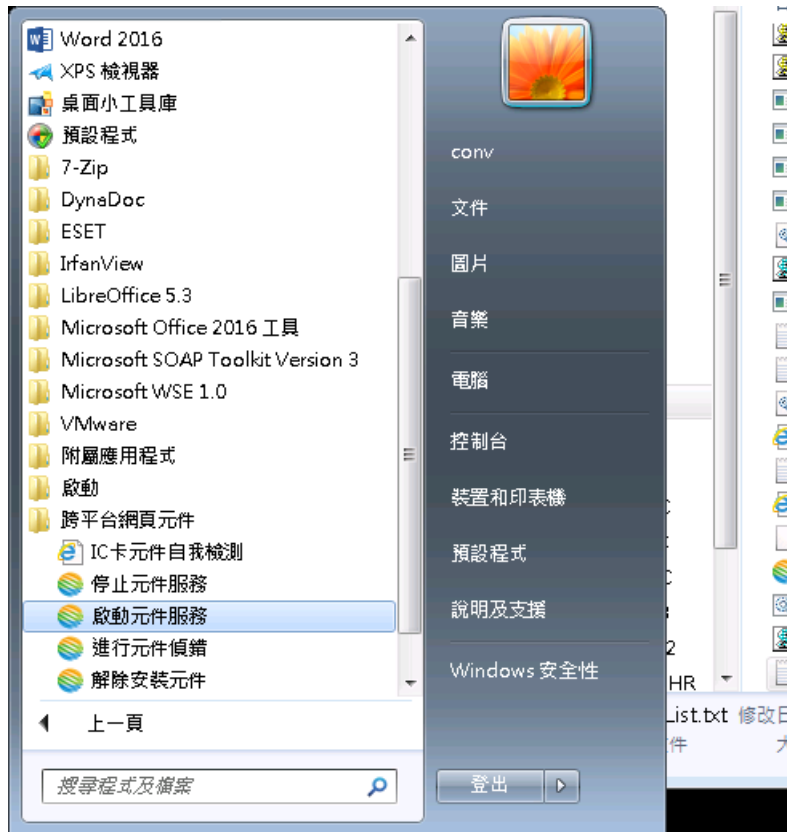 Word 2016
XPS 檢視器
桌面小工具庫
預設程式
7-Zip
DynaDoc
ESET
IrfanView
LibreOffice 5.3
Microsoft Office 2016 工具
Microsoft SOAP Toolkit Version 3
Microsoft WSE 1.0
VMware
附屬應用程式
啟動
跨平台網頁元件
IC卡元件自我檢測
停止元件服務
啟動元件服務
進行元件偵錯
解除安裝元件
上一頁
搜尋程式及檔案
conv
文件
圖片
音樂
電腦
控制台
裝置和印表機
預設程式
說明及支援
Windows 安全性
登出
2
HR
List.txt 修改日
件